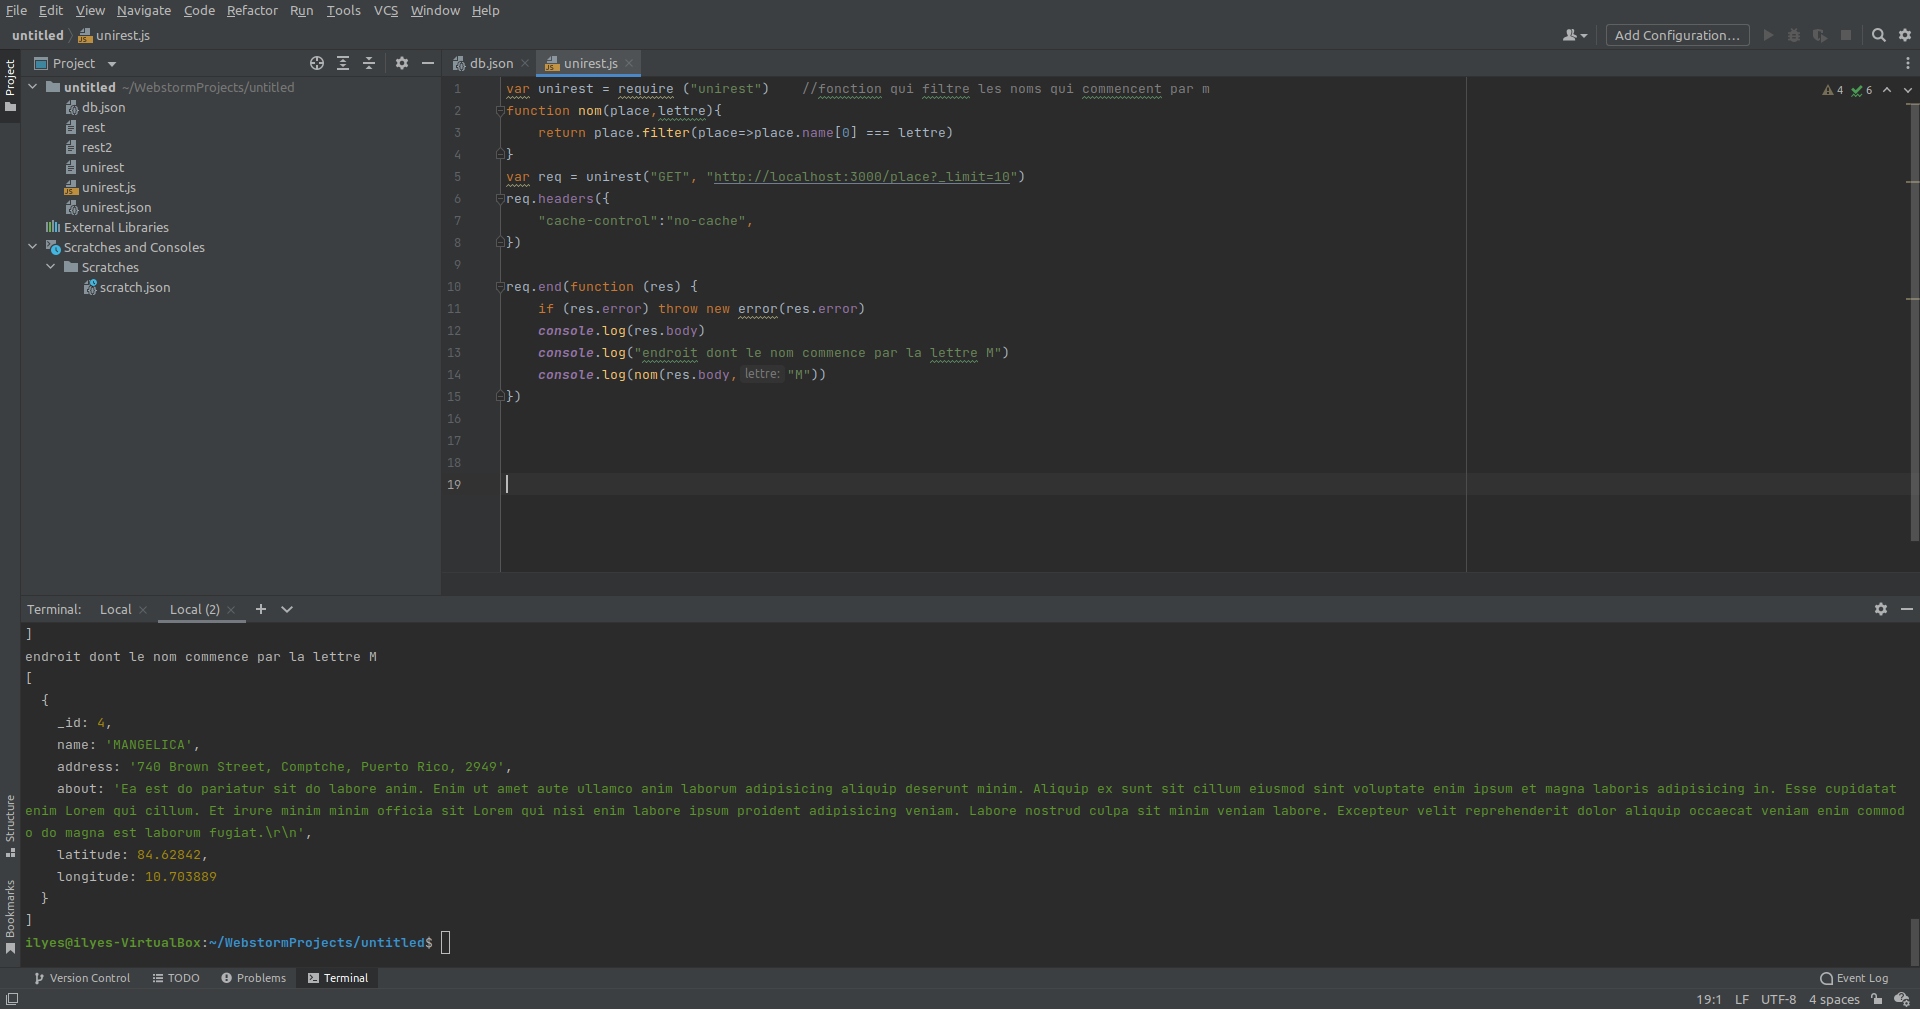 File Edit View Navigate Code Refactor Run Tools VCS Window Help
untitled unirest.js
Add Configuration...
Project
Project
db.json unirest.js
untitled ~/WebstormProjects/untitled
db.json
rest
rest2
unirest
unirest.js
unirest.json
External Libraries
Scratches and Consoles
Scratches
scratch.json
4 6
1 var unirest = require ("unirest") //fonction qui filtre les noms qui commencent par m
2 function nom(place,lettre){
3 return place.filter(place=>place.name[0] === lettre)
4 }
5 var req = unirest("GET", "http://localhost:3000/place?_limit=10")
6 req.headers({
7 "cache-control":"no-cache",
8 })
9
10 req.end(function (res) {
11 if (res.error) throw new error(res.error)
12 console.log(res.body)
13 console.log("endroit dont le nom commence par la lettre M")
14 console.log(nom(res.body, lettre: "M"))
15 })
16
17
18
19
Terminal: Local Local (2)
]
endroit dont le nom commence par la lettre M
[
{
_id: 4,
name: 'MANGELICA',
address: '740 Brown Street, Comptche, Puerto Rico, 2949',
about: 'Ea est do pariatur sit do labore anim. Enim ut amet aute ullamco anim laborum adipisicing aliquip deserunt minim. Aliquip ex sunt sit cillum eiusmod sint voluptate enim ipsum et magna laboris adipisicing in. Esse cupidatat
enim Lorem qui cillum. Et irure minim minim officia sit Lorem qui nisi enim labore ipsum proident adipisicing veniam. Labore nostrud culpa sit minim veniam labore. Excepteur velit reprehenderit dolor aliquip occaecat veniam enim commod
o do magna est laborum fugiat.\r\n',
latitude: 84.62842,
longitude: 10.703889
}
]
ilyes@ilyes-VirtualBox:~/WebstormProjects/untitled$
Structure
Bookmarks
Version Control TODO Problems Terminal
Event Log
19:1 LF UTF-8 4 spaces